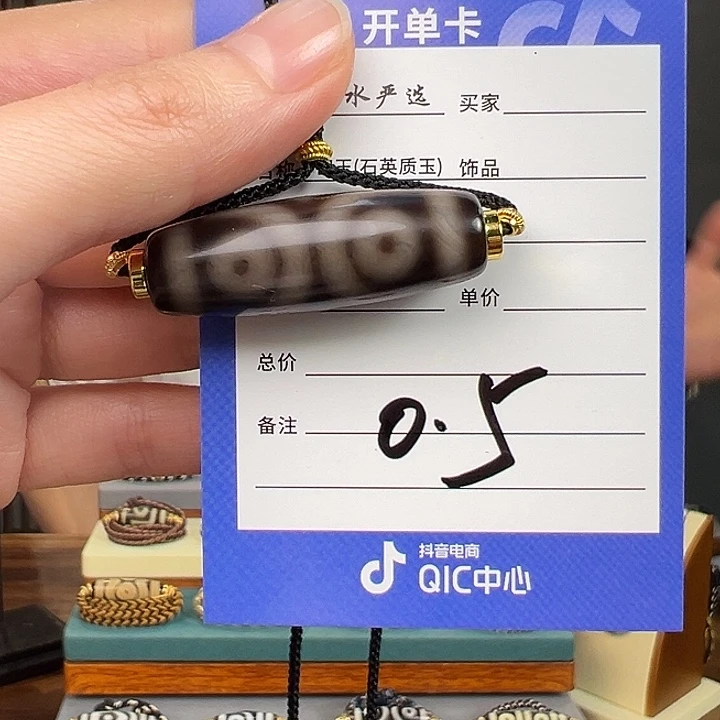 开单卡
水严选 买家
玉(石英质玉) 饰品
单价
总价
备注 0.5
抖音电商
QIC中心